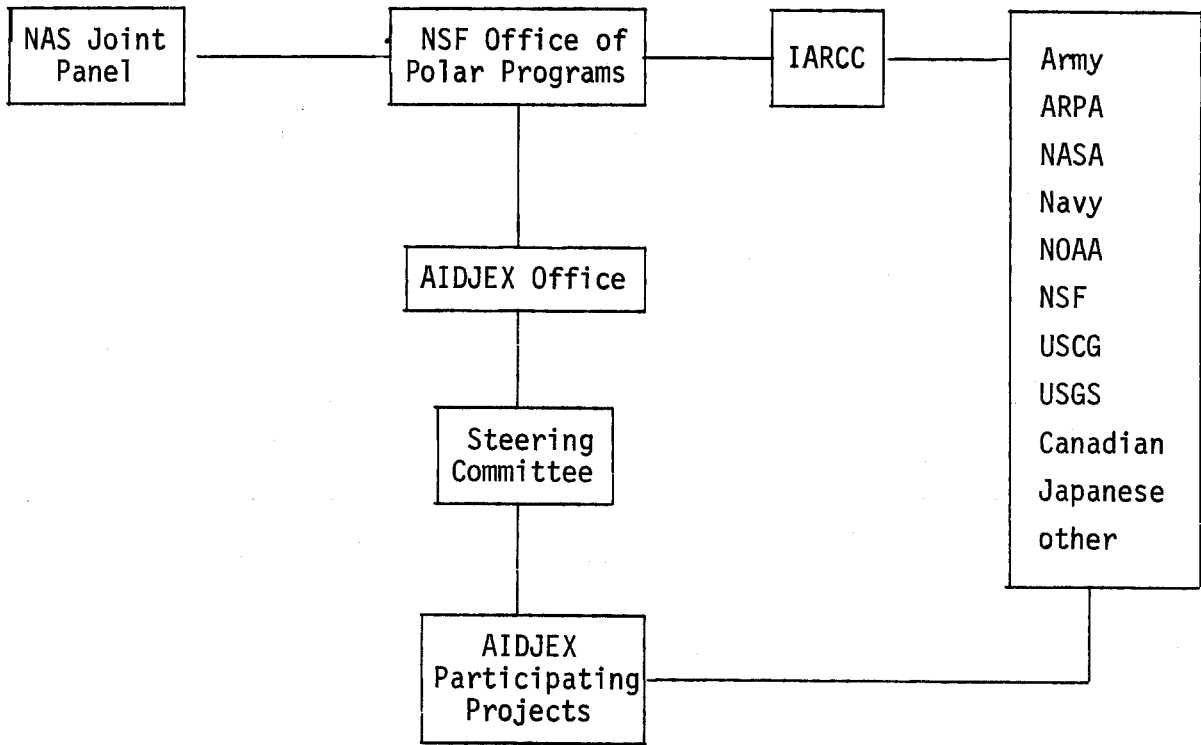 NAS Joint
Panel
NSF Office of
Polar Programs
IARCC
Army
ARPA
NASA
Navy
NOAA
NSF
USCG
USGS
Canadian
Japanese
other
AIDJEX Office
Steering
Committee
AIDJEX
Participating
Projects